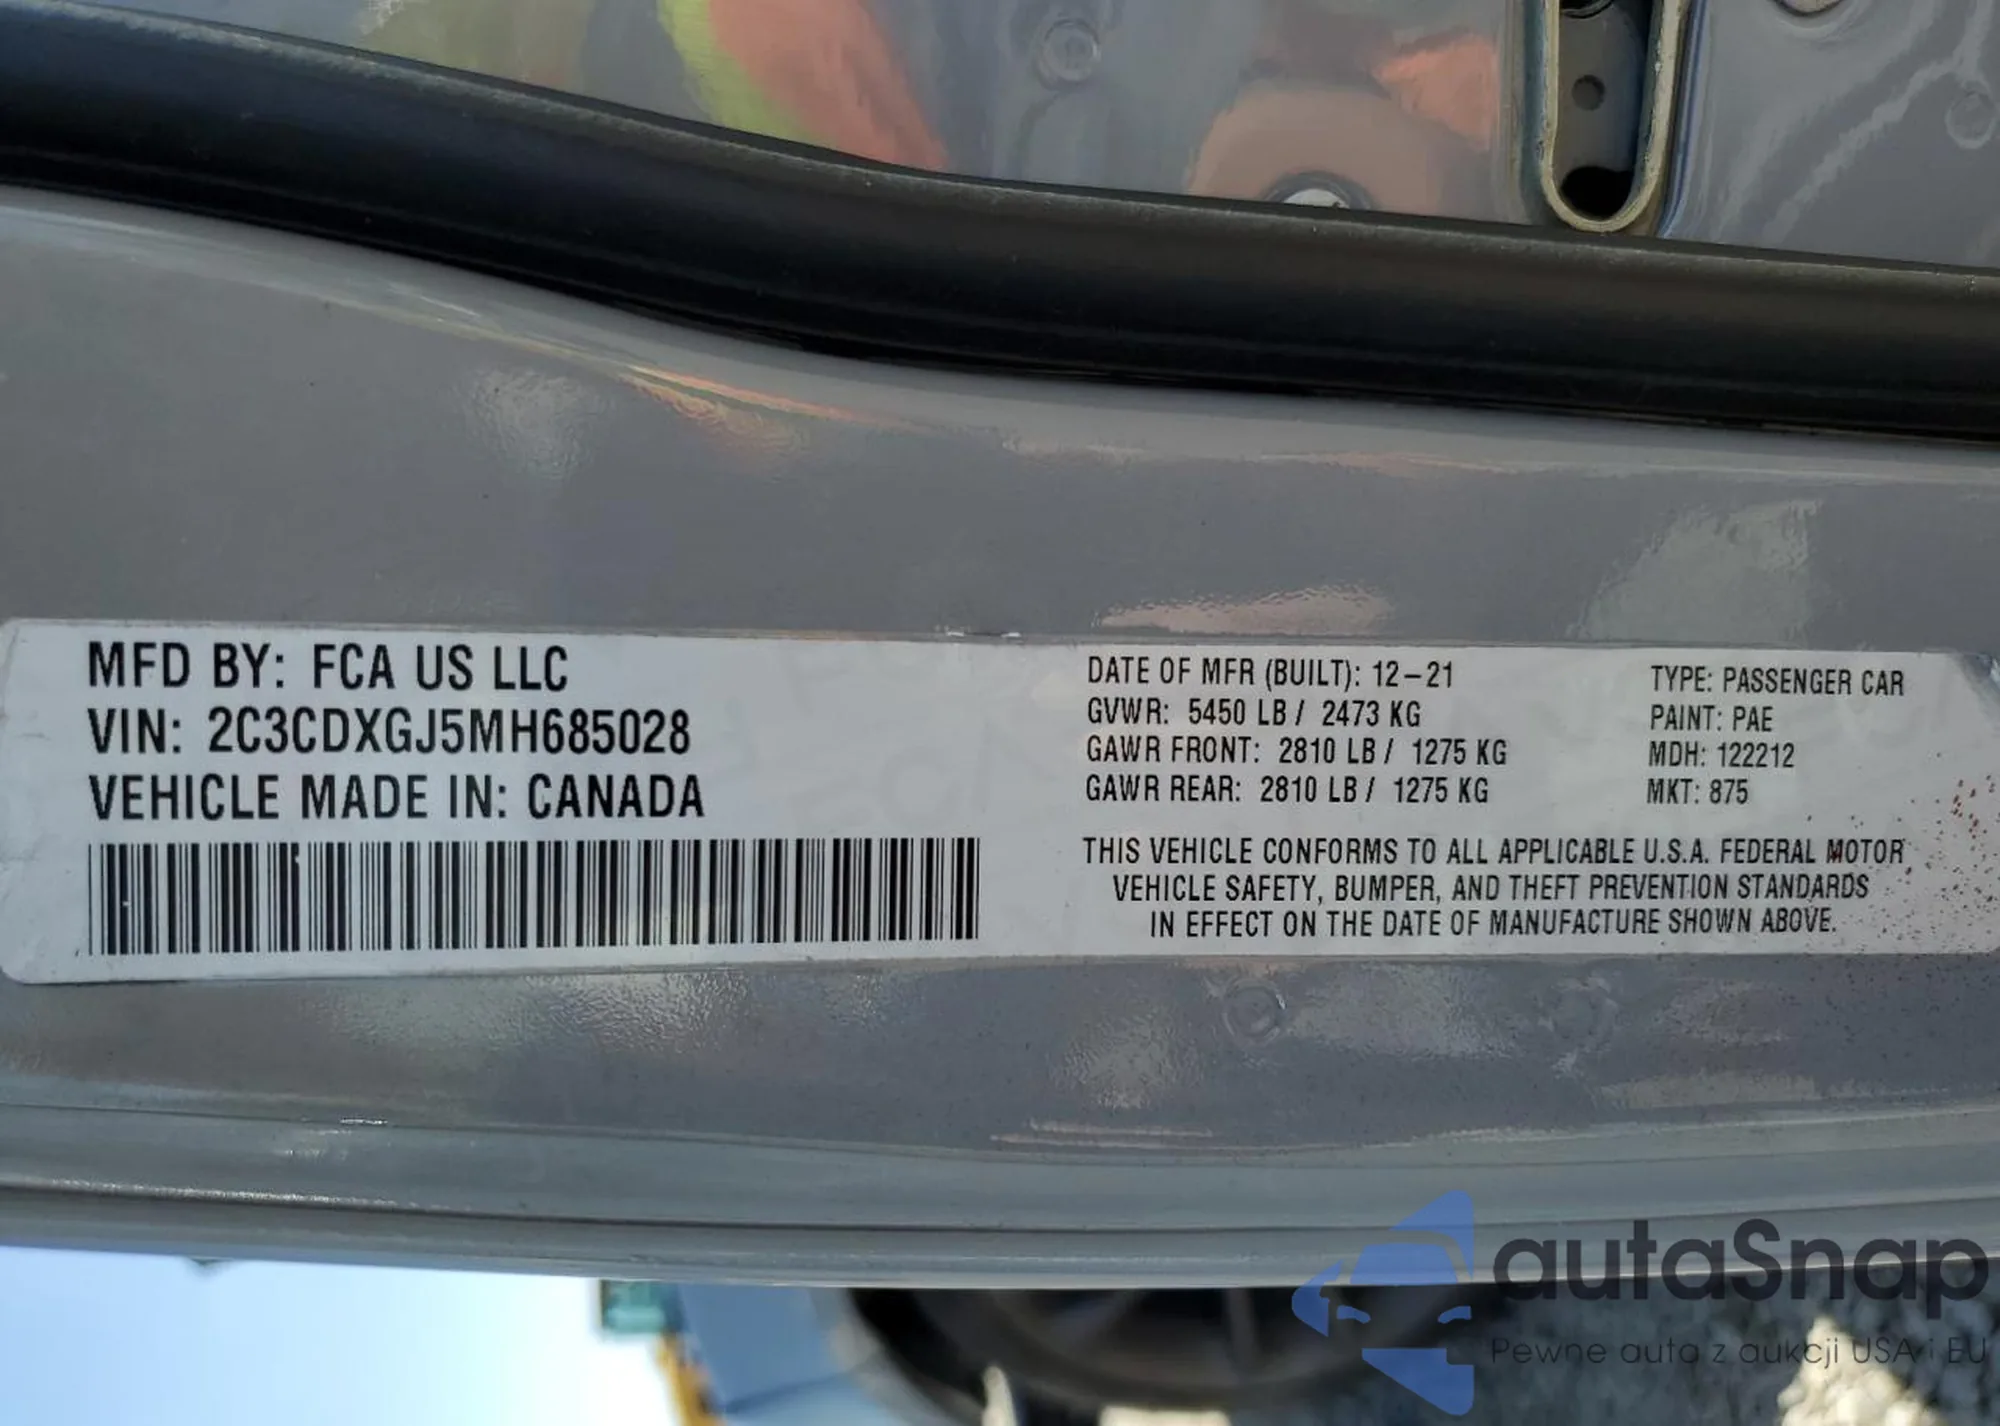 MFD BY: FCA US LLC
VIN: 2C3CDXGJ5MH685028
VEHICLE MADE IN: CANADA
DATE OF MFR (BUILT): 12-21
GVWR: 5450 LB / 2473 KG
GAWR FRONT: 2810 LB / 1275 KG
GAWR REAR: 2810 LB / 1275 KG
TYPE: PASSENGER CAR
PAINT: PAE
MDH: 122212
MKT: 875
THIS VEHICLE CONFORMS TO ALL APPLICABLE U.S.A. FEDERAL MOTOR
VEHICLE SAFETY, BUMPER, AND THEFT PREVENTION STANDARDS
IN EFFECT ON THE DATE OF MANUFACTURE SHOWN ABOVE.
autaSnap
Pewne auta z aukcji USA i EU